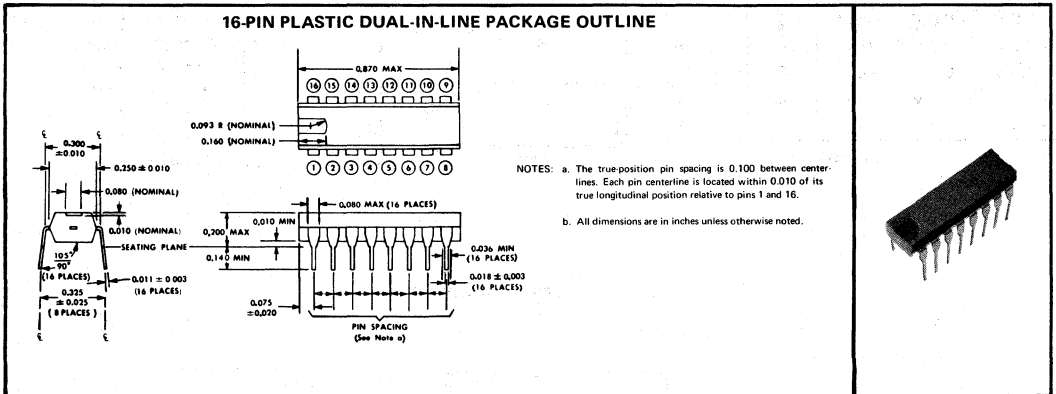 16-PIN PLASTIC DUAL-IN-LINE PACKAGE OUTLINE
0.870 MAX
16 15 14 13 12 11 10 9
0.093 R (NOMINAL)
0.160 (NOMINAL)
1 2 3 4 5 6 7 8
℄ ℄
0.300
±0.010
0.250 ± 0.010
0.080 (NOMINAL)
0.010 (NOMINAL)
SEATING PLANE
105°
90°
(16 PLACES)
0.011 ± 0.003
(16 PLACES)
0.325
± 0.025
(8 PLACES)
℄ ℄
0.080 MAX (16 PLACES)
0.010 MIN
0.200 MAX
0.140 MIN
0.036 MIN
(16 PLACES)
0.018 ± 0.003
(16 PLACES)
0.075
±0.020
PIN SPACING
(See Note a)
NOTES: a. The true-position pin spacing is 0.100 between center-
lines. Each pin centerline is located within 0.010 of its
true longitudinal position relative to pins 1 and 16.
b. All dimensions are in inches unless otherwise noted.